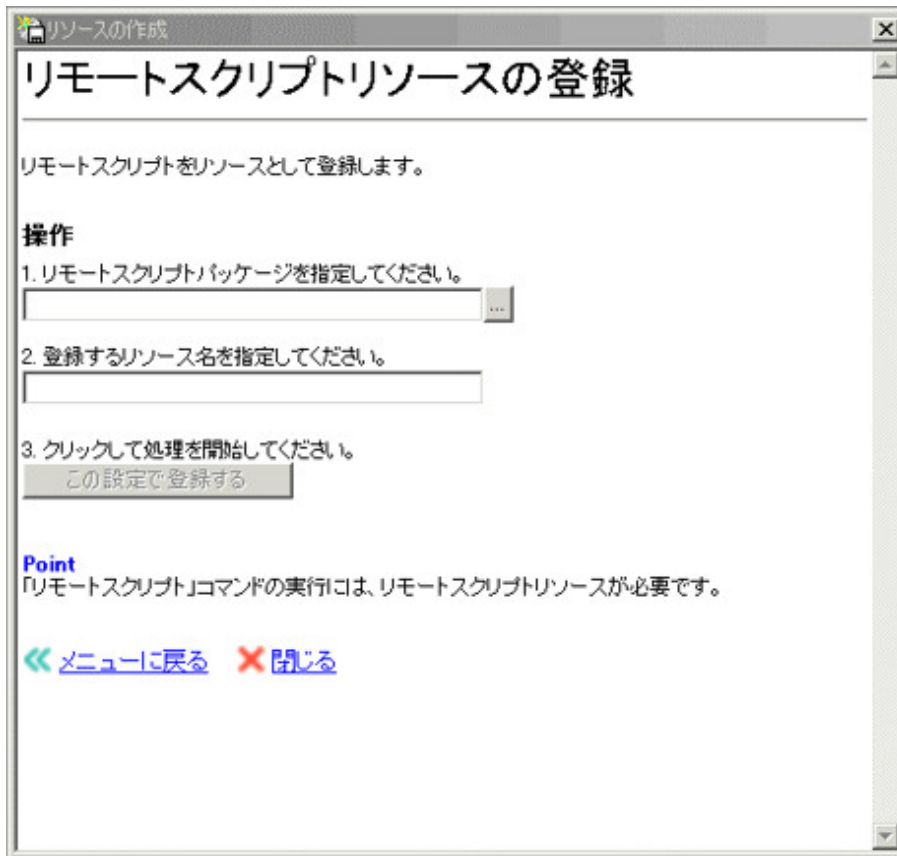 リソースの作成
リモートスクリプトリソースの登録
リモートスクリプトをリソースとして登録します。
操作
1. リモートスクリプトパッケージを指定してください。
...
2. 登録するリソース名を指定してください。
3. クリックして処理を開始してください。
この設定で登録する
Point
「リモートスクリプト」コマンドの実行には、リモートスクリプトリソースが必要です。
メニューに戻る 閉じる